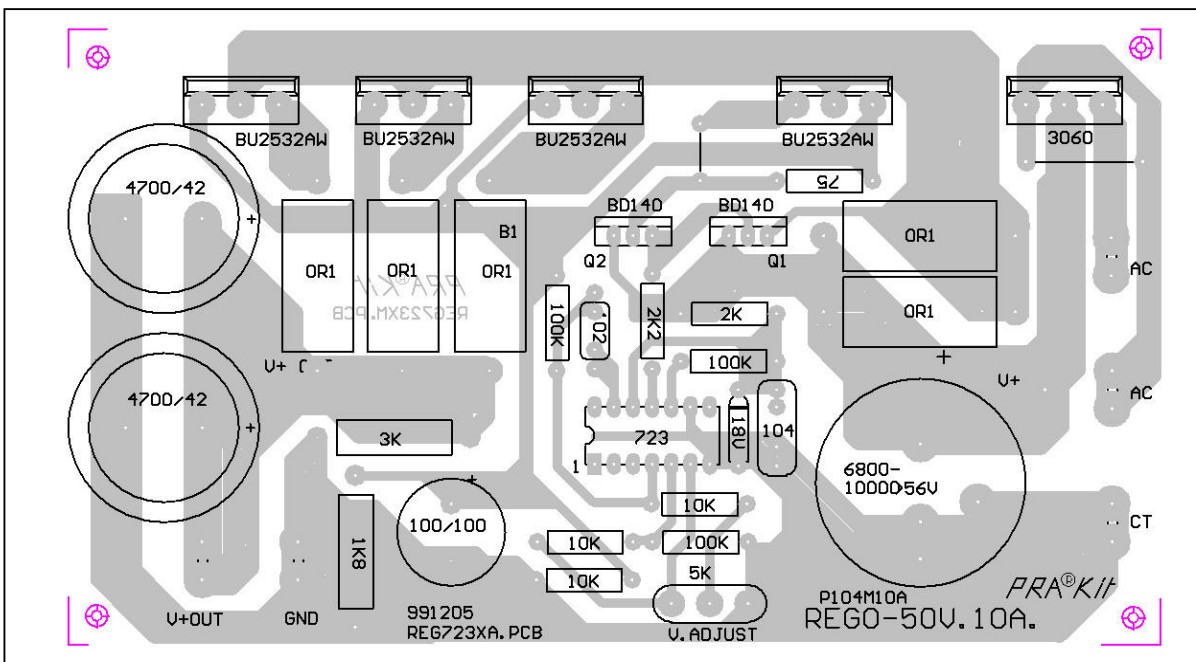 BU2532AW BU2532AW BU2532AW BU2532AW 3060
4700/42
75
BD140 BD140
B1
Q2 Q1
OR1 OR1 OR1 OR1
AC
PRA®Kit
REG723XM.PCB
100K 102 2K2 2K
OR1
100K
V+
V+
AC
4700/42
3K
723
18V
104
1
6800-
10000>56V
100/100
10K
CT
1K8
10K 100K
10K
5K
P104M10A
PRA®Kit
V+OUT GND
991205
REG723XA.PCB
V.ADJUST
REG0-50V.10A.